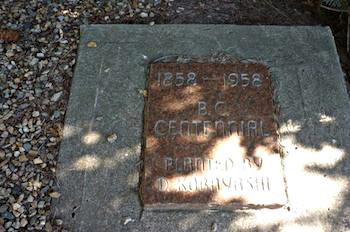 1858 - 1958
B.C.
CENTENNIAL
PLANTED BY
D. KOBAYASHI